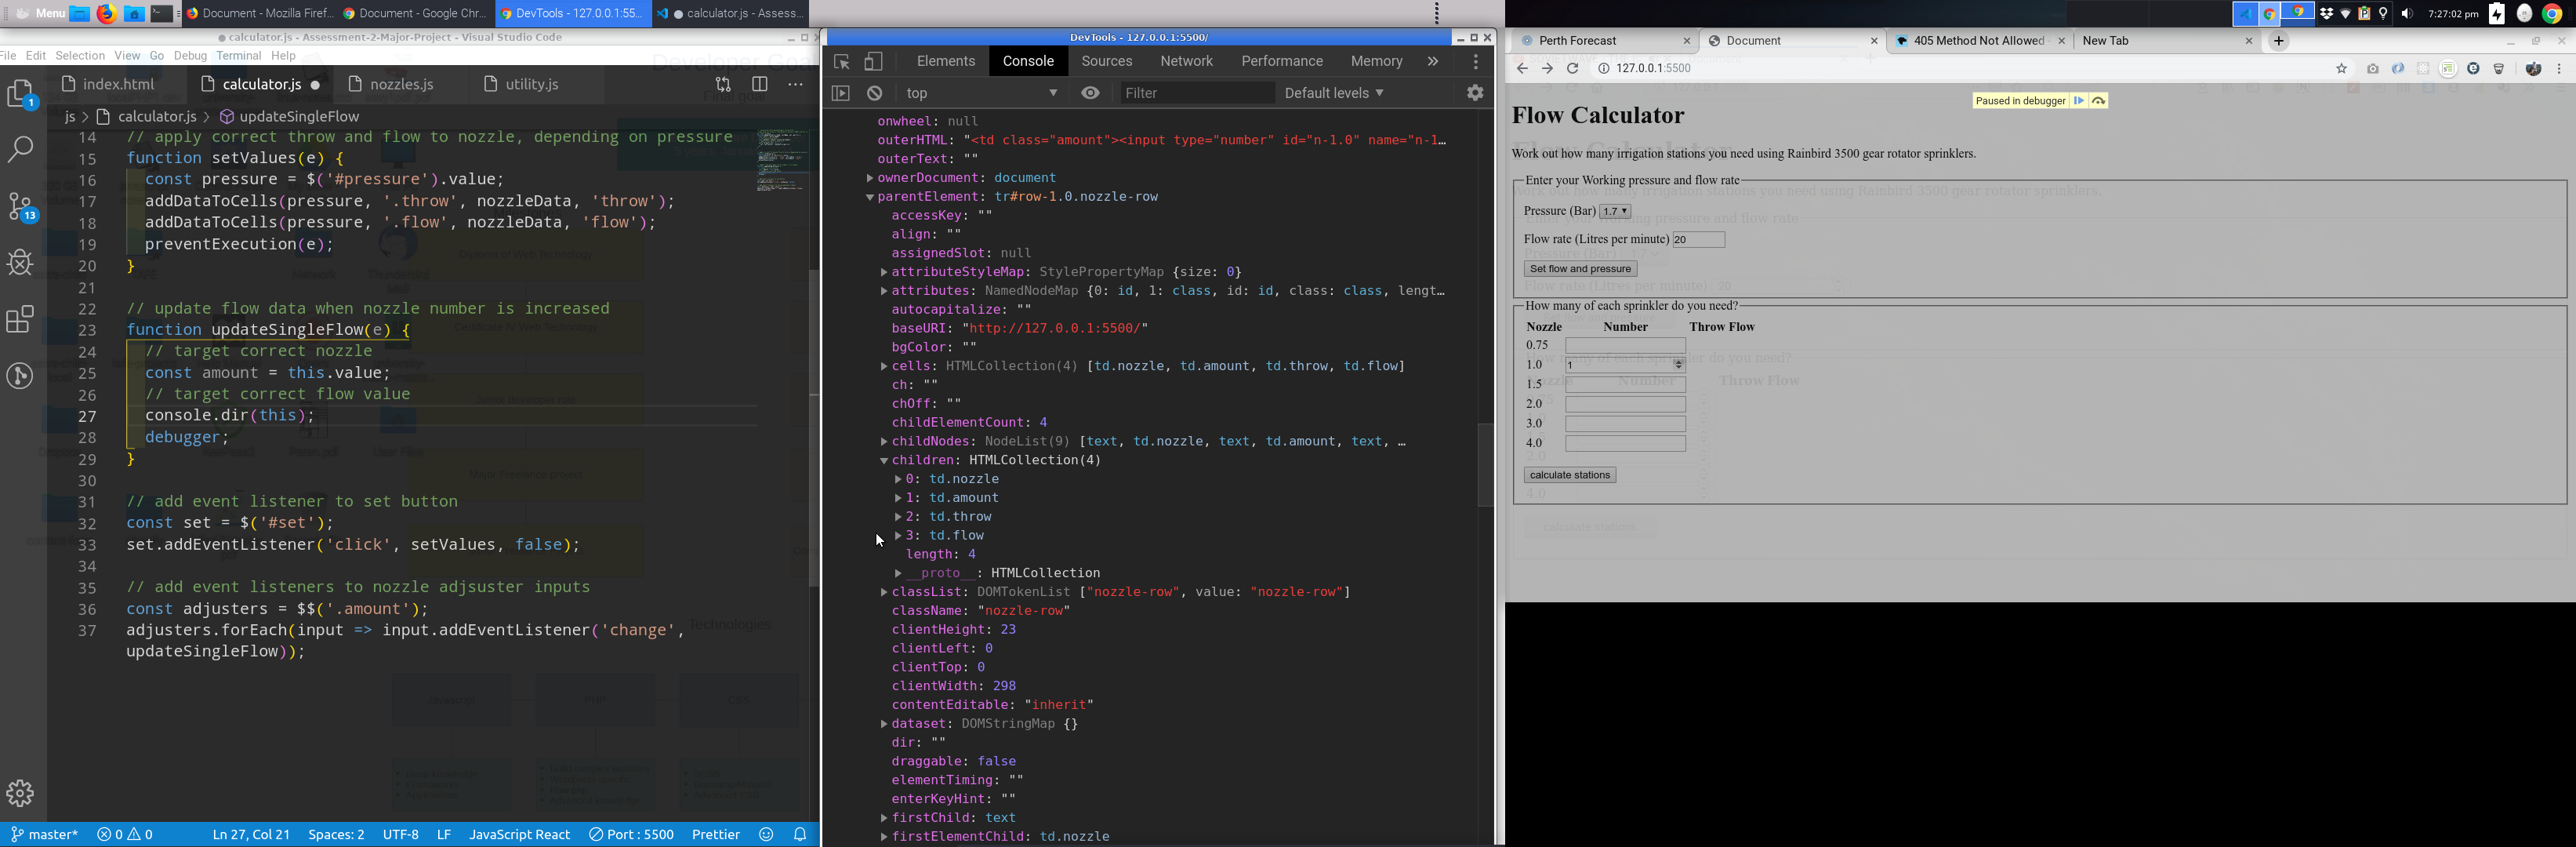 Menu
Document - Mozilla Firef...
Document - Google Chr...
DevTools - 127.0.0.1:55...
calculator.js - Assess...
7:27:02 pm
● calculator.js - Assessment-2-Major-Project - Visual Studio Code
File Edit Selection View Go Debug Terminal Help
index.html
calculator.js ●
nozzles.js
utility.js
...
js > calculator.js > updateSingleFlow
1
13
14 // apply correct throw and flow to nozzle, depending on pressure
15 function setValues(e) {
16 const pressure = $('#pressure').value;
17 addDataToCells(pressure, '.throw', nozzleData, 'throw');
18 addDataToCells(pressure, '.flow', nozzleData, 'flow');
19 preventExecution(e);
20 }
21
22 // update flow data when nozzle number is increased
23 function updateSingleFlow(e) {
24 // target correct nozzle
25 const amount = this.value;
26 // target correct flow value
27 console.dir(this);
28 debugger;
29 }
30
31 // add event listener to set button
32 const set = $('#set');
33 set.addEventListener('click', setValues, false);
34
35 // add event listeners to nozzle adjsuster inputs
36 const adjusters = $$('.amount');
37 adjusters.forEach(input => input.addEventListener('change',
updateSingleFlow));
master* 0 0 Ln 27, Col 21 Spaces: 2 UTF-8 LF JavaScript React Port : 5500 Prettier
DevTools - 127.0.0.1:5500/
Elements Console Sources Network Performance Memory »
top Filter Default levels
onwheel: null
outerHTML: "<td class="amount"><input type="number" id="n-1.0" name="n-1…
outerText: ""
ownerDocument: document
parentElement: tr#row-1.0.nozzle-row
accessKey: ""
align: ""
assignedSlot: null
attributeStyleMap: StylePropertyMap {size: 0}
attributes: NamedNodeMap {0: id, 1: class, id: id, class: class, lengt…
autocapitalize: ""
baseURI: "http://127.0.0.1:5500/"
bgColor: ""
cells: HTMLCollection(4) [td.nozzle, td.amount, td.throw, td.flow]
ch: ""
chOff: ""
childElementCount: 4
childNodes: NodeList(9) [text, td.nozzle, text, td.amount, text, …
children: HTMLCollection(4)
0: td.nozzle
1: td.amount
2: td.throw
3: td.flow
length: 4
__proto__: HTMLCollection
classList: DOMTokenList ["nozzle-row", value: "nozzle-row"]
className: "nozzle-row"
clientHeight: 23
clientLeft: 0
clientTop: 0
clientWidth: 298
contentEditable: "inherit"
dataset: DOMStringMap {}
dir: ""
draggable: false
elementTiming: ""
enterKeyHint: ""
firstChild: text
firstElementChild: td.nozzle
Perth Forecast
Document
405 Method Not Allowed
New Tab
127.0.0.1:5500
Paused in debugger
Flow Calculator
Work out how many irrigation stations you need using Rainbird 3500 gear rotator sprinklers.
Enter your Working pressure and flow rate
Pressure (Bar) 1.7
Flow rate (Litres per minute) 20
Set flow and pressure
How many of each sprinkler do you need?
Nozzle Number Throw Flow
0.75
1.0 1
1.5
2.0
3.0
4.0
calculate stations